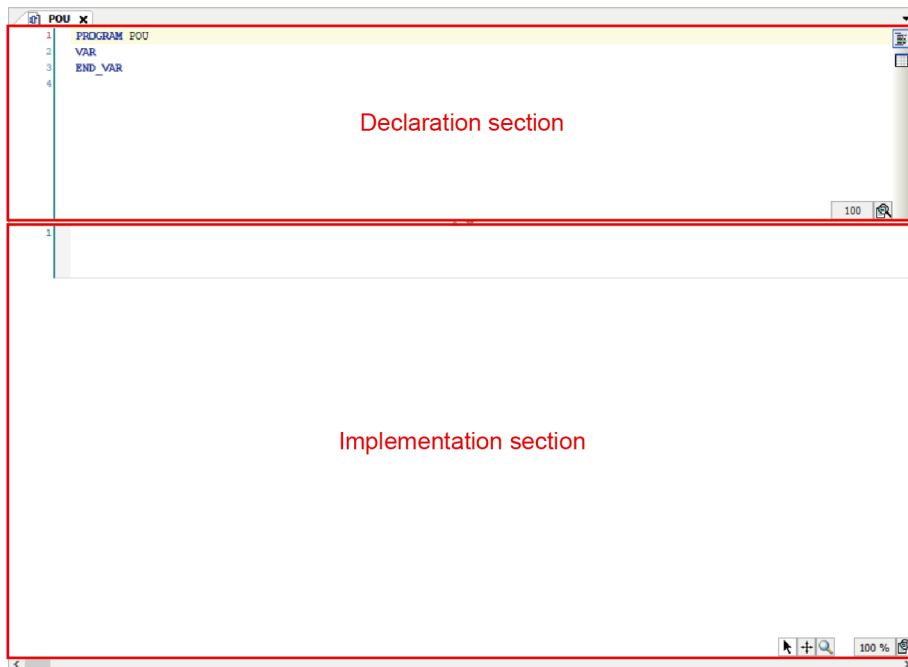 POU
1 PROGRAM POU
2 VAR
3 END_VAR
4
Declaration section
100
1
Implementation section
100 %